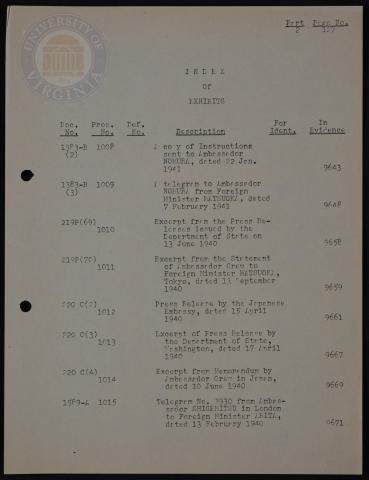 UNIVERSITY OF VIRGINIA
Part Page No.
2 127
I N D E X
OF
EXHIBITS
Doc. Pros. Def. For In
No. No. No. Description Ident. Evidence
1383-B 1008 A copy of Instructions
(2) sent to Ambassador
NOMURA, dated 22 Jan.
1941 9643
1383-B 1009 A telegram to Ambassador
(3) NOMURA from Foreign
Minister MATSUOKA, dated
7 February 1941 9648
219P(69) Excerpt from the Press Re-
1010 leases issued by the
Department of State on
13 June 1940 9658
219P(70) Excerpt from the Statement
1011 of Ambassador Grew to
Foreign Minister MATSUOKA,
Tokyo, dated 13 September
1940 9659
220 C(2) Press Release by the Japanese
1012 Embassy, dated 15 April
1940 9661
220 C(3) Excerpt of Press Release by
1013 the Department of State,
Washington, dated 17 April
1940 9667
220 C(4) Excerpt from Memorandum by
1014 Ambassador Grew in Japan,
dated 10 June 1940 9669
1589-A 1015 Telegram No. 3930 from Ambas-
sador SHIGEMITSU in London
to Foreign Minister ARITA,
dated 13 February 1940 9671